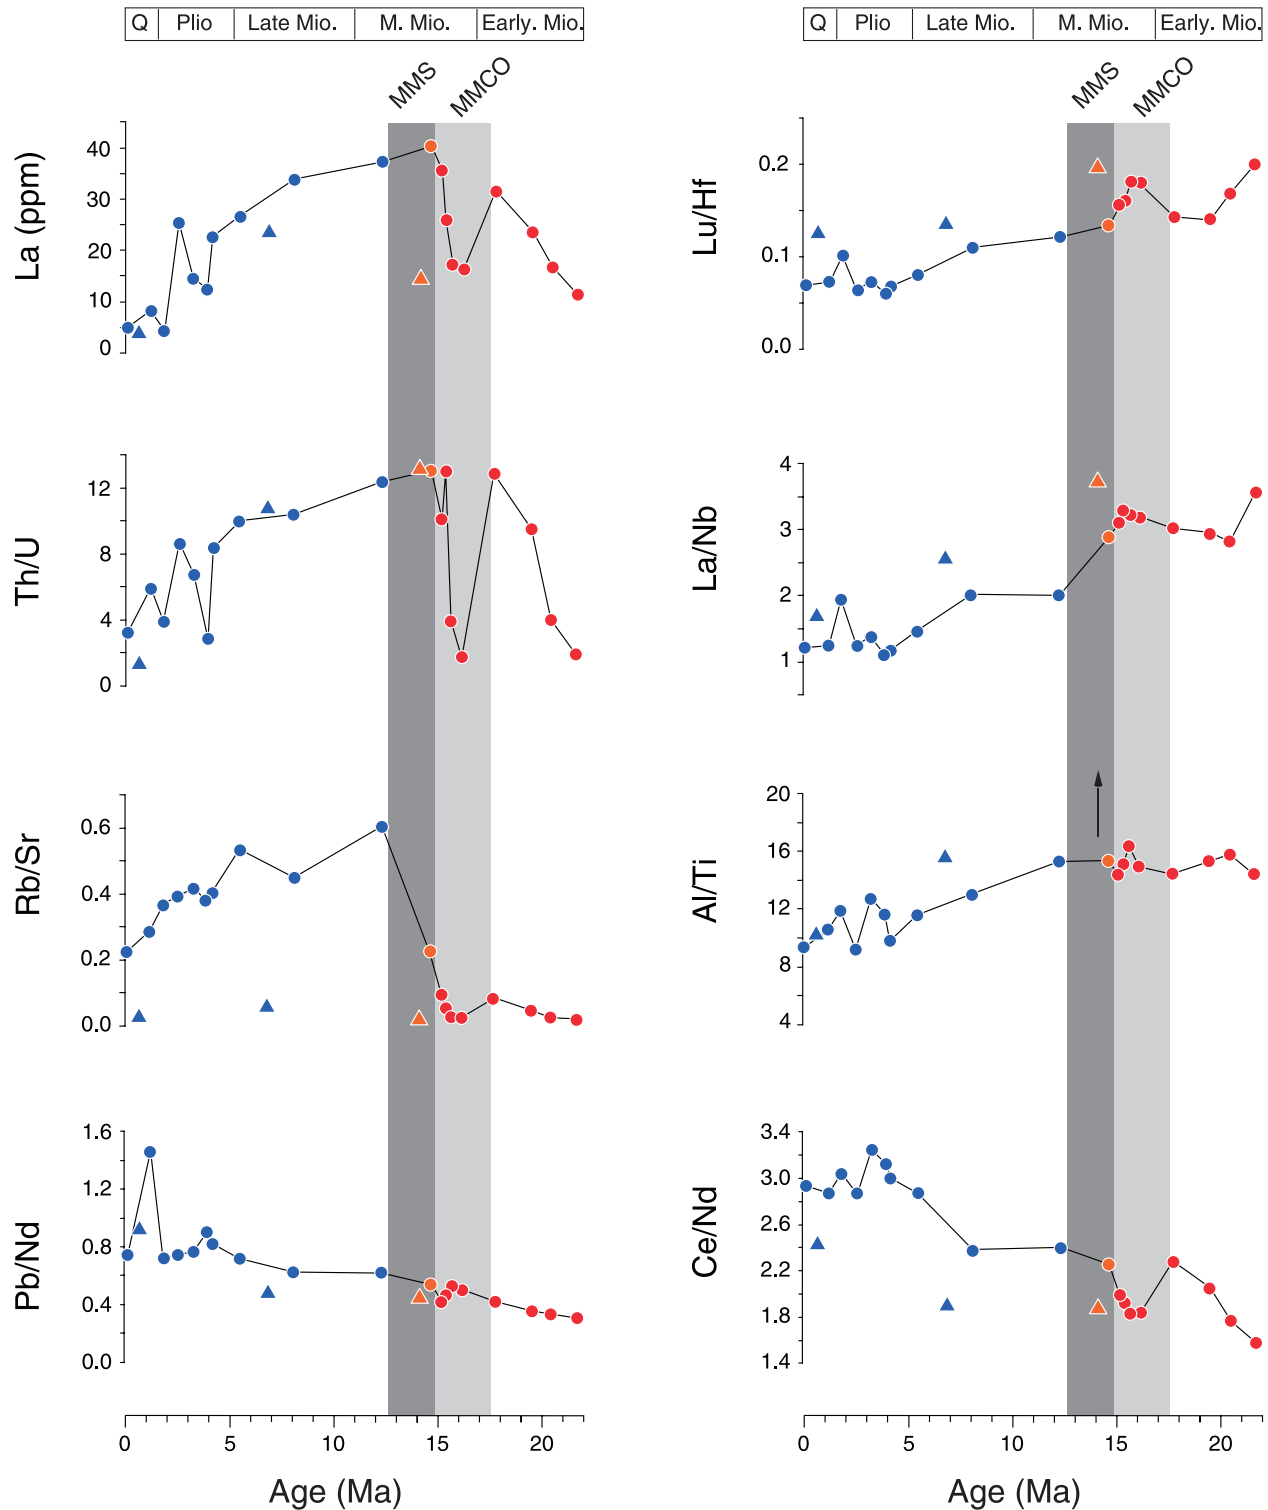 Q Plio Late Mio. M. Mio. Early. Mio.
MMS MMCO
La (ppm)
40
30
20
10
0
Th/U
12
8
4
0
Rb/Sr
0.6
0.4
0.2
0.0
Pb/Nd
1.6
1.2
0.8
0.4
0.0
0 5 10 15 20
Age (Ma)
Q Plio Late Mio. M. Mio. Early. Mio.
MMS MMCO
Lu/Hf
0.2
0.1
0.0
La/Nb
4
3
2
1
Al/Ti
20
16
12
8
4
Ce/Nd
3.4
3.0
2.6
2.2
1.8
1.4
0 5 10 15 20
Age (Ma)